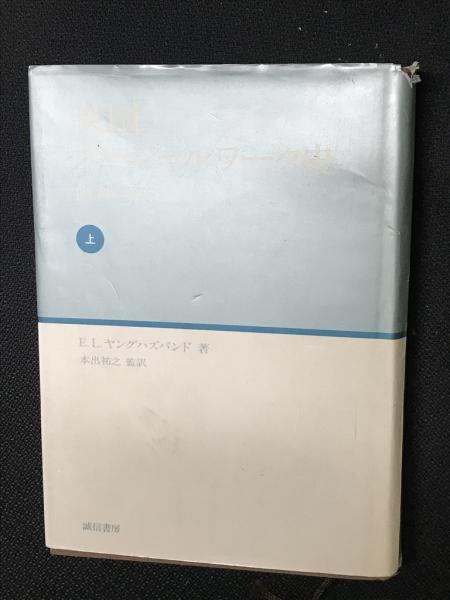 英国
ソーシャルワーク史
上
E.L.ヤングハズバンド 著
本出祐之 監訳
誠信書房